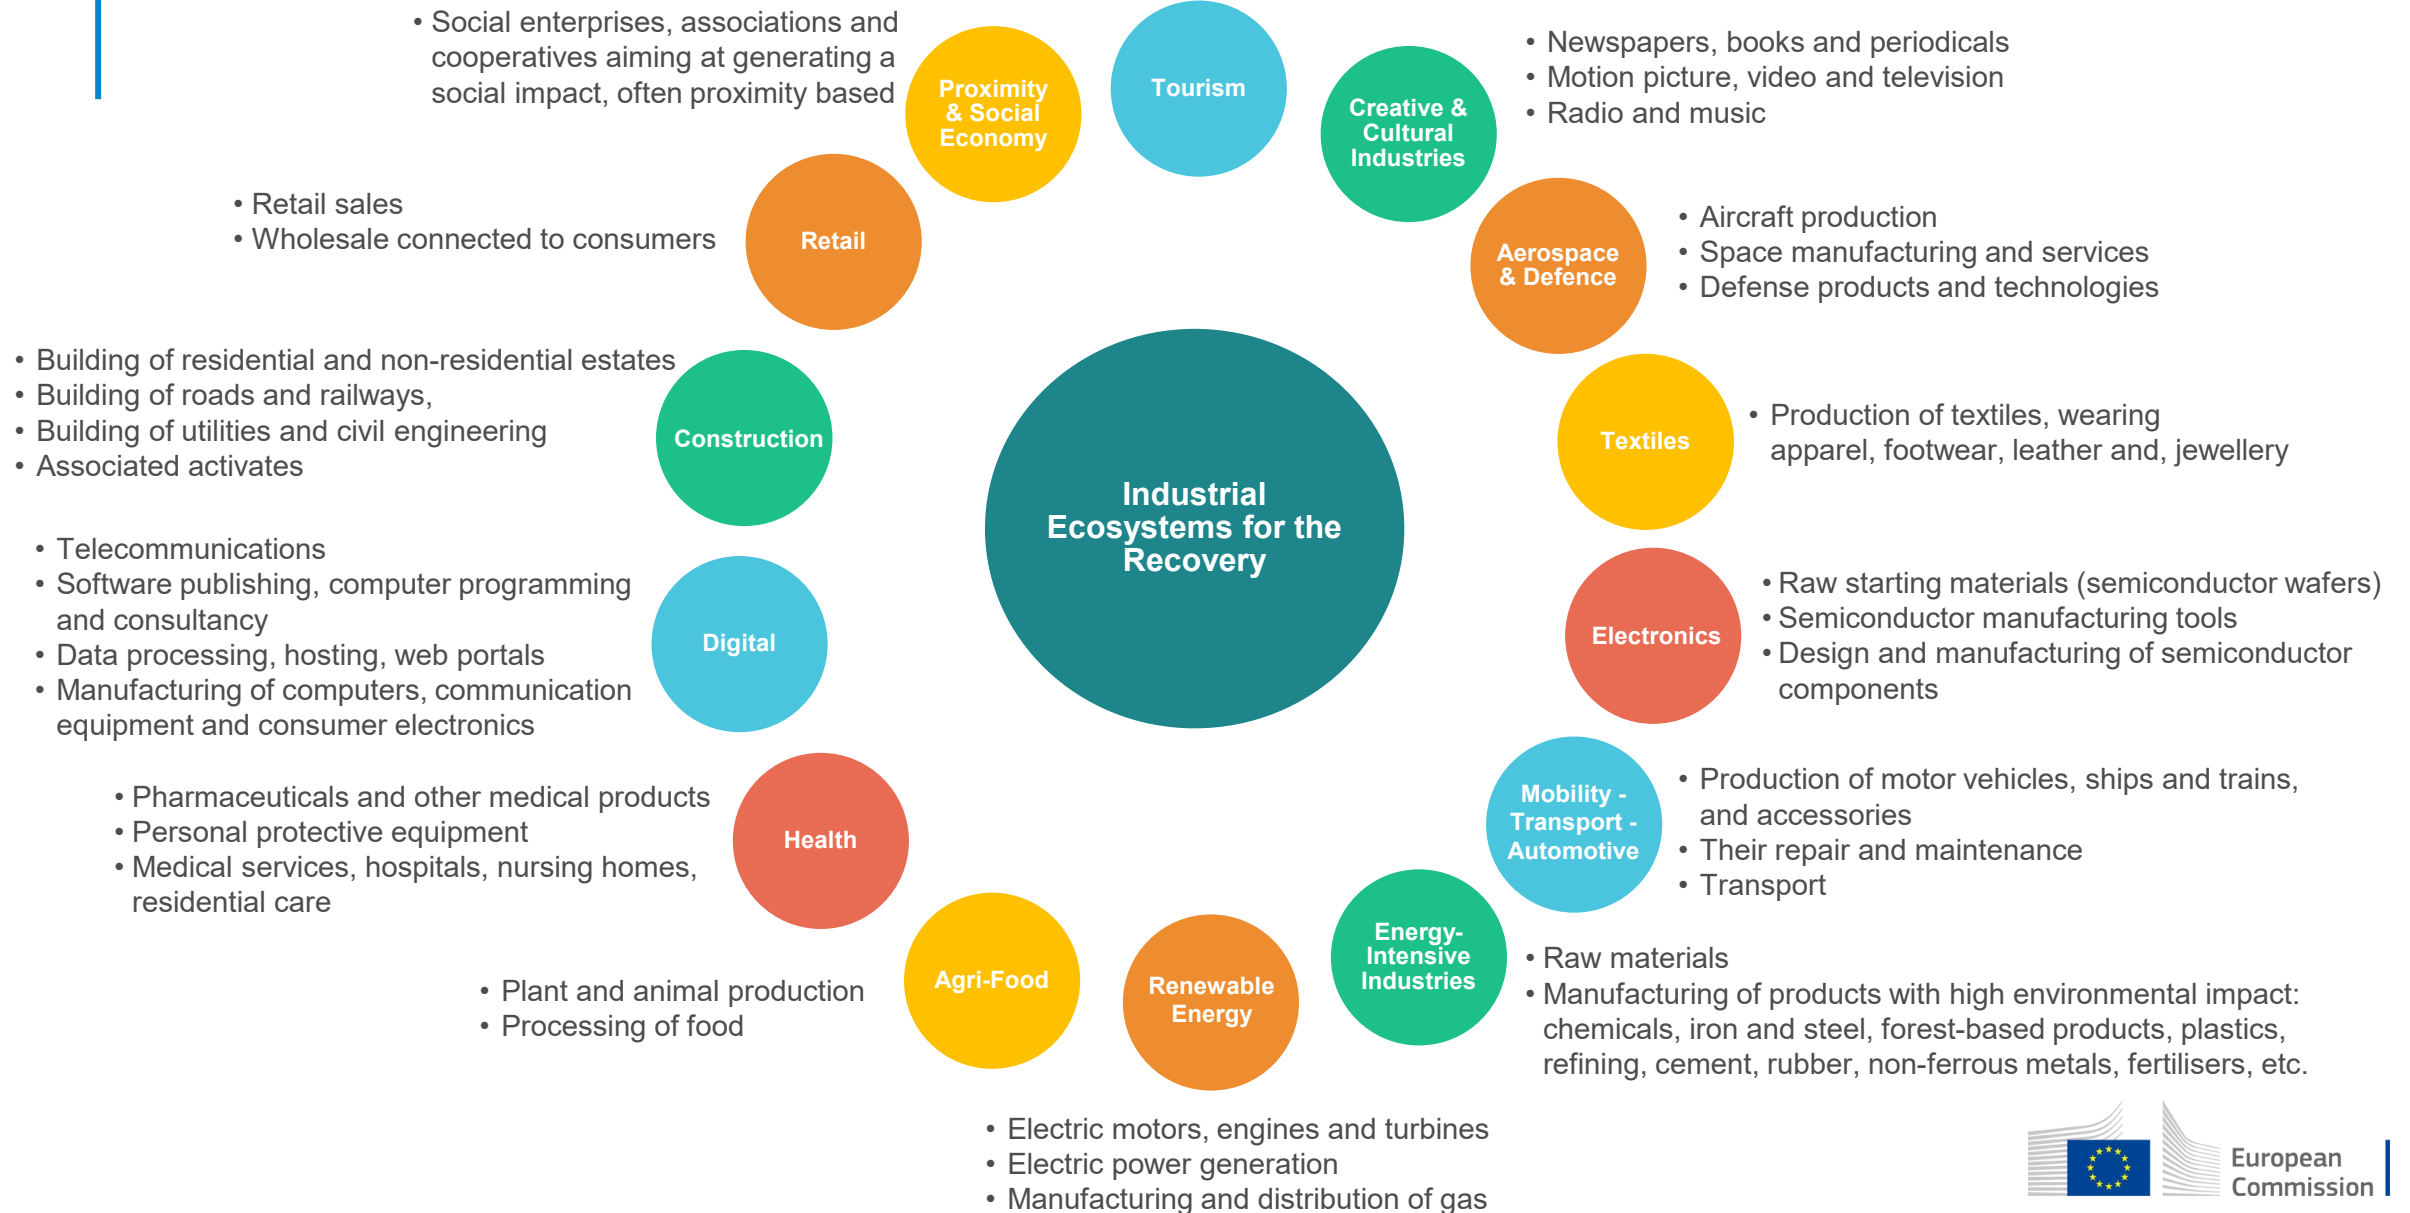 • Social enterprises, associations and
cooperatives aiming at generating a
social impact, often proximity based
Proximity
& Social
Economy
Tourism
Creative &
Cultural
Industries
• Newspapers, books and periodicals
• Motion picture, video and television
• Radio and music
• Retail sales
• Wholesale connected to consumers
Retail
Aerospace
& Defence
• Aircraft production
• Space manufacturing and services
• Defense products and technologies
• Building of residential and non-residential estates
• Building of roads and railways,
• Building of utilities and civil engineering
• Associated activates
Construction
Industrial
Ecosystems for the
Recovery
Textiles
• Production of textiles, wearing
apparel, footwear, leather and, jewellery
• Telecommunications
• Software publishing, computer programming
and consultancy
• Data processing, hosting, web portals
• Manufacturing of computers, communication
equipment and consumer electronics
Digital
Electronics
• Raw starting materials (semiconductor wafers)
• Semiconductor manufacturing tools
• Design and manufacturing of semiconductor
components
• Pharmaceuticals and other medical products
• Personal protective equipment
• Medical services, hospitals, nursing homes,
residential care
Health
Mobility -
Transport -
Automotive
• Production of motor vehicles, ships and trains,
and accessories
• Their repair and maintenance
• Transport
• Plant and animal production
• Processing of food
Agri-Food
Renewable
Energy
Energy-
Intensive
Industries
• Raw materials
• Manufacturing of products with high environmental impact:
chemicals, iron and steel, forest-based products, plastics,
refining, cement, rubber, non-ferrous metals, fertilisers, etc.
• Electric motors, engines and turbines
• Electric power generation
• Manufacturing and distribution of gas
European
Commission